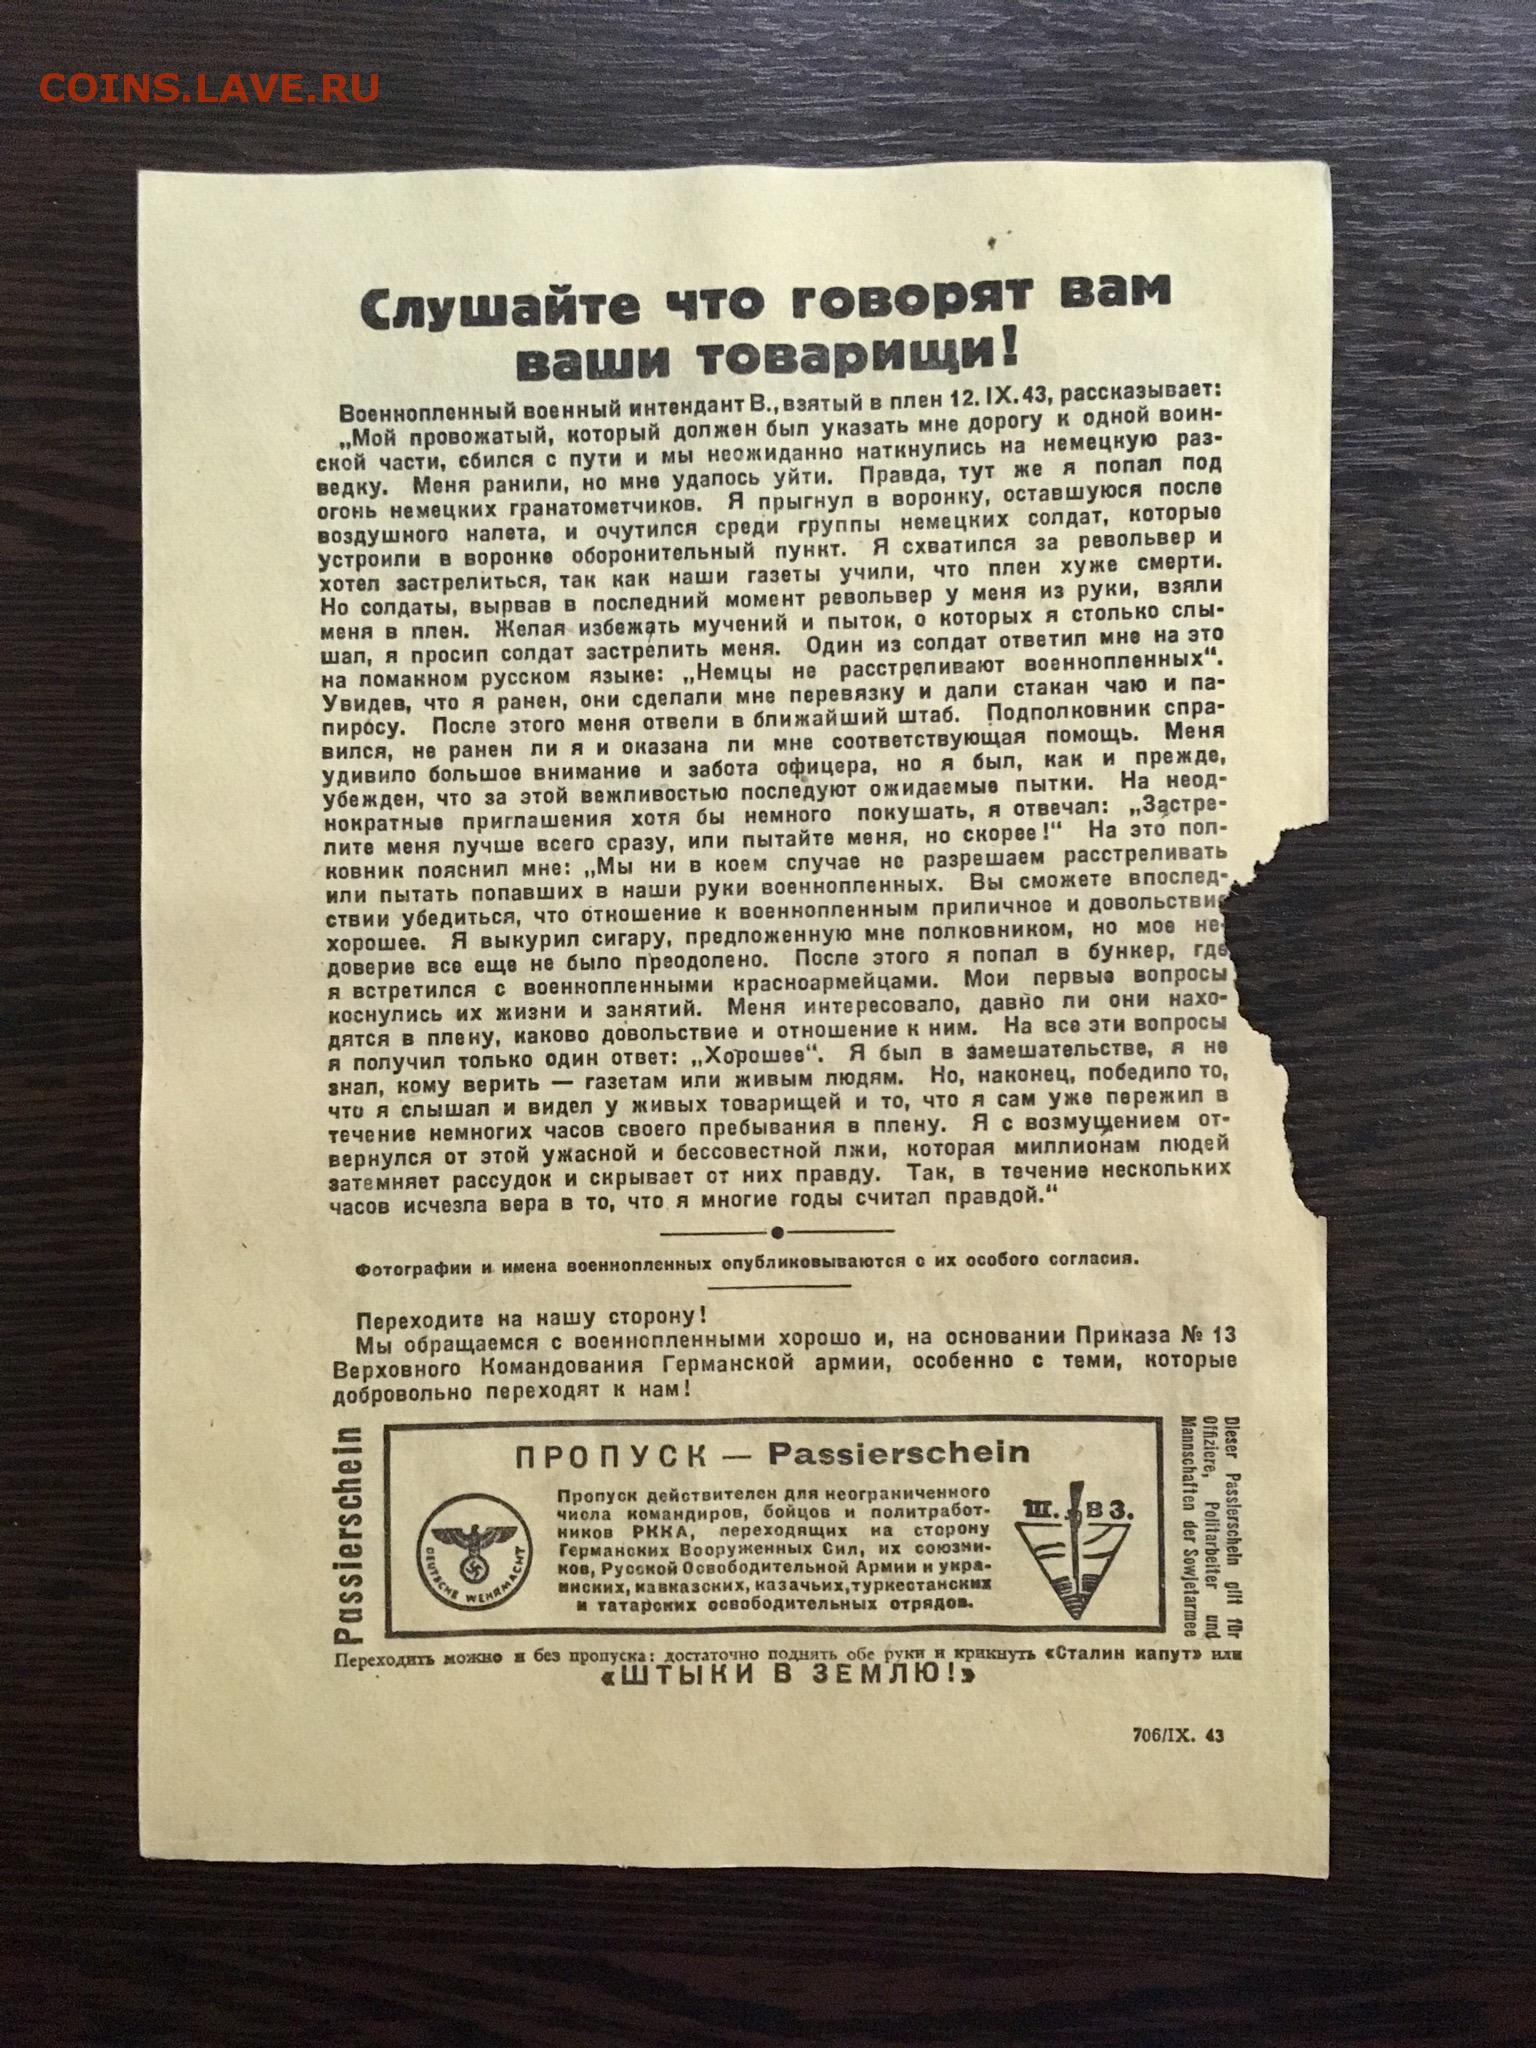 COINS.LAVE.RU
Слушайте что говорят вам
ваши товарищи!
Военнопленный военный интендант В., взятый в плен 12. IX. 43, рассказывает:
„Мой провожатый, который должен был указать мне дорогу к одной воин-
ской части, сбился с пути и мы неожиданно наткнулись на немецкую раз-
ведку. Меня ранили, но мне удалось уйти. Правда, тут же я попал под
огонь немецких гранатометчиков. Я прыгнул в воронку, оставшуюся после
воздушного налета, и очутился среди группы немецких солдат, которые
устроили в воронке оборонительный пункт. Я схватился за револьвер и
хотел застрелиться, так как наши газеты учили, что плен хуже смерти.
Но солдаты, вырвав в последний момент револьвер у меня из руки, взяли
меня в плен. Желая избежать мучений и пыток, о которых я столько слы-
шал, я просил солдат застрелить меня. Один из солдат ответил мне на это
на ломанном русском языке: „Немцы не расстреливают военнопленных“.
Увидев, что я ранен, они сделали мне перевязку и дали стакан чаю и па-
пиросу. После этого меня отвели в ближайший штаб. Подполковник спра-
вился, не ранен ли я и оказана ли мне соответствующая помощь. Меня
удивило большое внимание и забота офицера, но я был, как и прежде,
убежден, что за этой вежливостью последуют ожидаемые пытки. На неод-
нократные приглашения хотя бы немного покушать, я отвечал: „Застре-
лите меня лучше всего сразу, или пытайте меня, но скорее!“ На это пол-
ковник пояснил мне: „Мы ни в коем случае не разрешаем расстреливать
или пытать попавших в наши руки военнопленных. Вы сможете впослед-
ствии убедиться, что отношение к военнопленным приличное и довольствие
хорошее. Я выкурил сигару, предложенную мне полковником, но мое не-
доверие все еще не было преодолено. После этого я попал в бункер, где
я встретился с военнопленными красноармейцами. Мои первые вопросы
коснулись их жизни и занятий. Меня интересовало, давно ли они нахо-
дятся в плену, каково довольствие и отношение к ним. На все эти вопросы
я получил только один ответ: „Хорошее“. Я был в замешательстве, я не
знал, кому верить — газетам или живым людям. Но, наконец, победило то,
что я слышал и видел у живых товарищей и то, что я сам уже пережил в
течение немногих часов своего пребывания в плену. Я с возмущением от-
вернулся от этой ужасной и бессовестной лжи, которая миллионам людей
затемняет рассудок и скрывает от них правду. Так, в течение нескольких
часов исчезла вера в то, что я многие годы считал правдой.“
Фотографии и имена военнопленных опубликовываются с их особого согласия.
Переходите на нашу сторону!
Мы обращаемся с военнопленными хорошо и, на основании Приказа № 13
Верховного Командования Германской армии, особенно с теми, которые
добровольно переходят к нам!
Passierschein
ПРОПУСК — Passierschein
DEUTSCHE WEHRMACHT
Пропуск действителен для неограниченного
числа командиров, бойцов и политработ-
ников РККА, переходящих на сторону
Германских Вооруженных Сил, их союзни-
ков, Русской Освободительной Армии и укра-
инских, кавказских, казачьих, туркестанских
и татарских освободительных отрядов.
Ш. В З.
Dieser Passierschein gilt für
Offiziere, Politarbeiter und
Mannschaften der Sowjetarmee
Переходить можно и без пропуска: достаточно поднять обе руки и крикнуть «Сталин капут» или
«ШТЫКИ В ЗЕМЛЮ!»
706/IX. 43